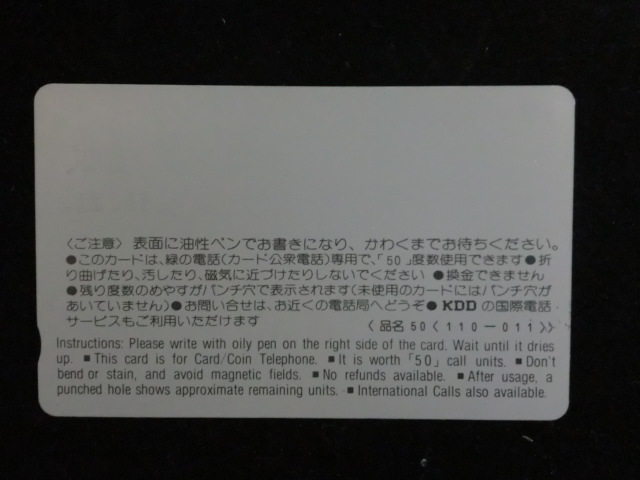 〈ご注意〉表面に油性ペンでお書きになり、かわくまでお待ちください。
●このカードは、緑の電話(カード公衆電話)専用で、「50」度数使用できます●折
り曲げたり、汚したり、磁気に近づけたりしないでください ●換金できません
●残り度数のめやすがパンチ穴で表示されます(未使用のカードにはパンチ穴が
あいていません)●お問い合せは、お近くの電話局へどうぞ●KDDの国際電話
サービスもご利用いただけます
〈品名50〈110-011〉〉
Instructions: Please write with oily pen on the right side of the card. Wait until it dries
up. ■This card is for Card/Coin Telephone. ■It is worth「50」call units. ■Don't
bend or stain, and avoid magnetic fields. ■No refunds available. ■After usage, a
punched hole shows approximate remaining units. ■International Calls also available.